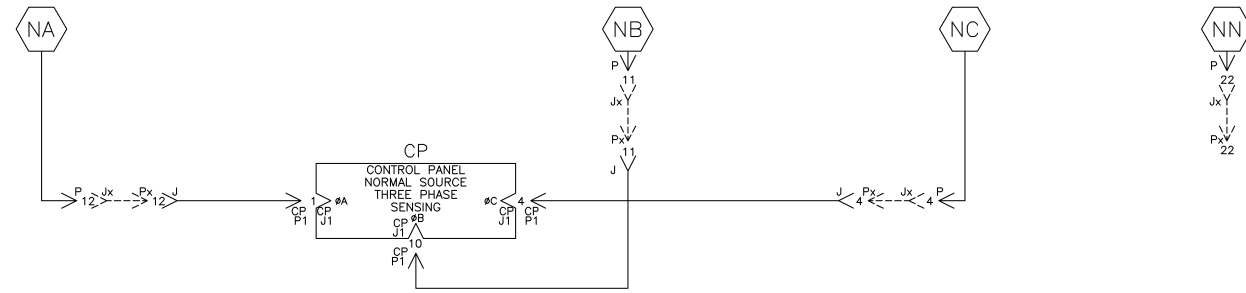 NA
NB
NC
NN
P
11
Jx
Px
11
J
P
22
Jx
Px
22
CP
CONTROL PANEL
NORMAL SOURCE
THREE PHASE
SENSING
P 12 Jx Px 12 J
1 øA
CP P1
CP J1
øB
CP J1
10
CP P1
øC 4
CP J1
CP P1
J 4 Px Jx 4 P